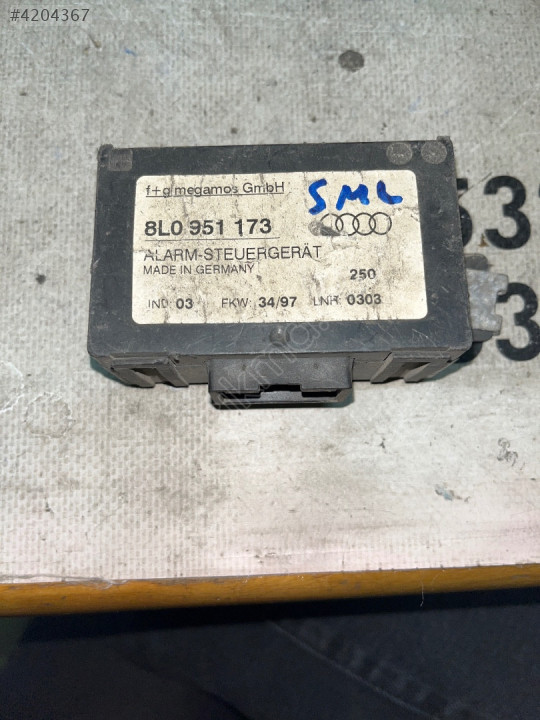 #4204367
f+g megamos GmbH
SML
8L0 951 173
ALARM-STEUERGERÄT
MADE IN GERMANY
250
IND 03 FKW 34/97 LNR 0303